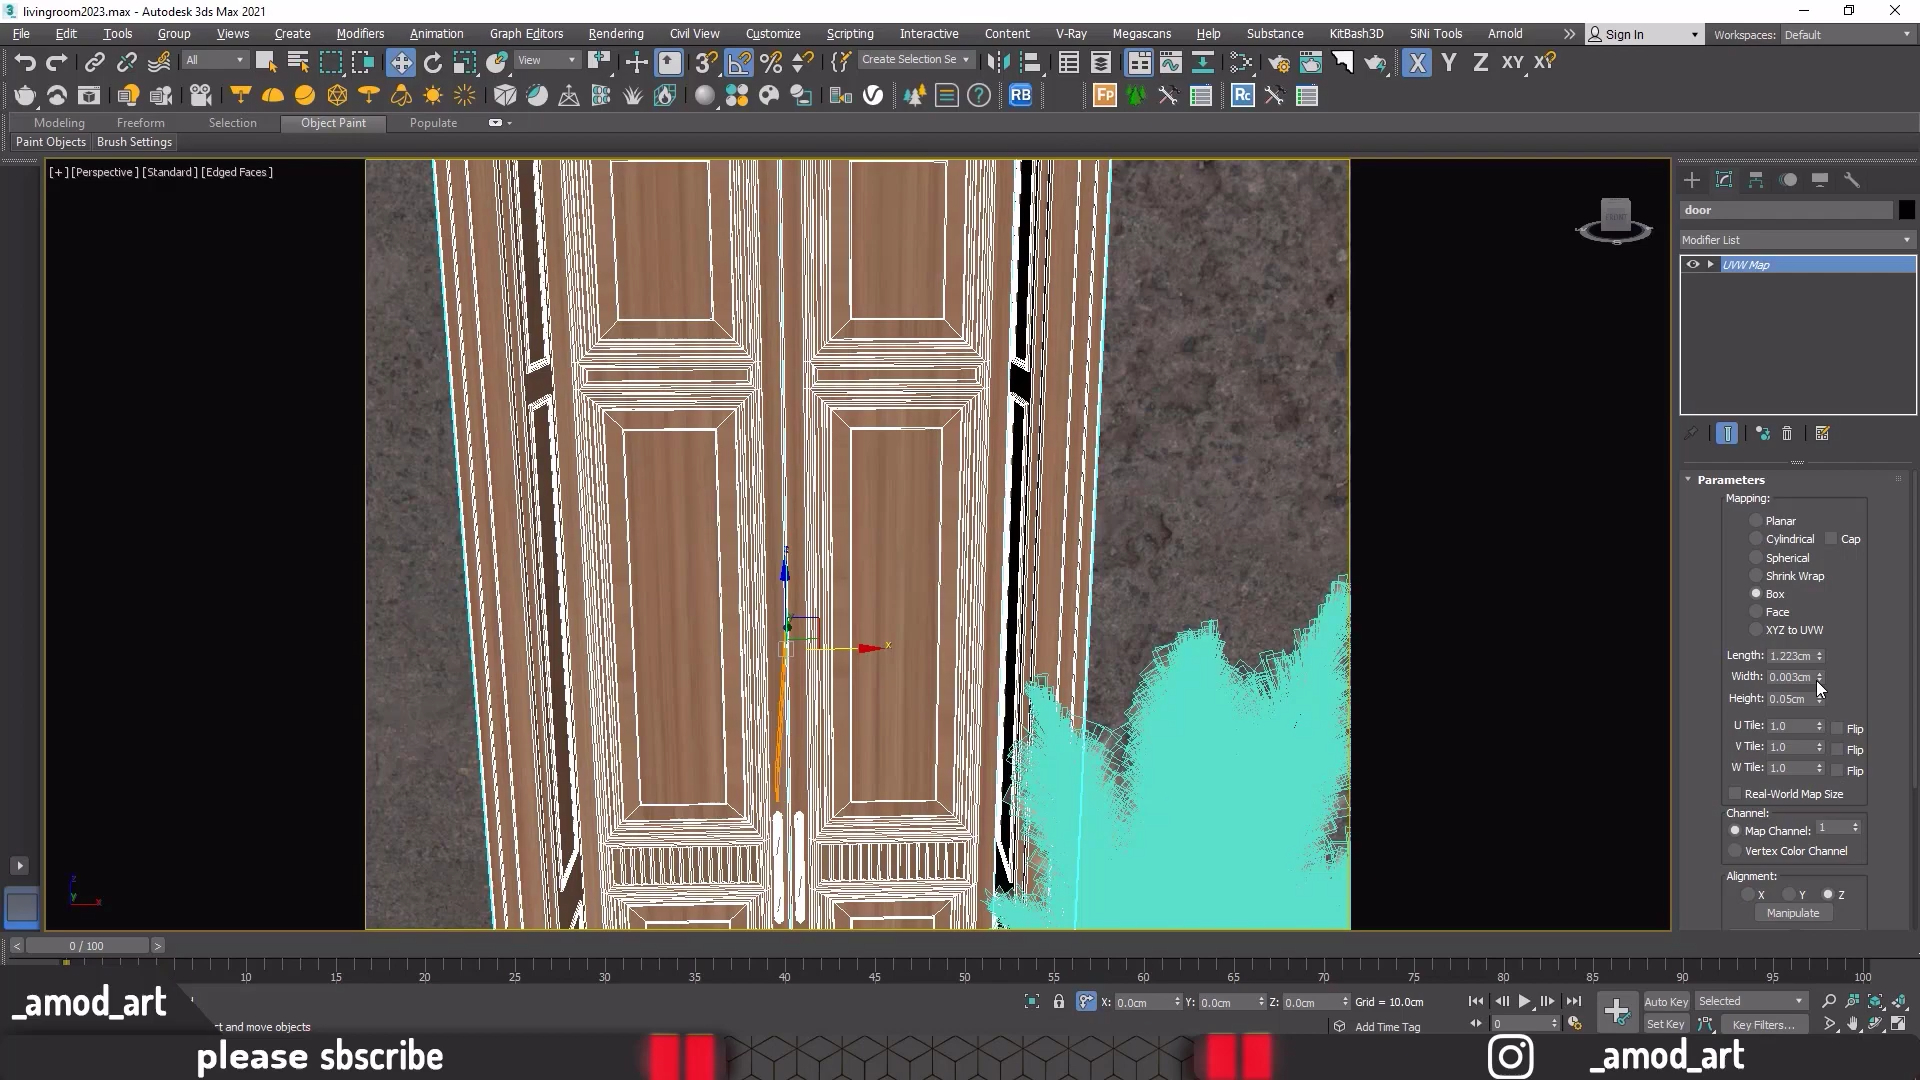 livingroom2023.max - Autodesk 3ds Max 2021
File Edit Tools Group Views Create Modifiers Animation Graph Editors Rendering Civil View Customize Scripting Interactive Content V-Ray Megascans Help Substance KitBash3D SiNi Tools Arnold Sign In Workspaces: Default
All View Create Selection Se X Y Z XY XY
RB Fp Rc
Modeling Freeform Selection Object Paint Populate
Paint Objects Brush Settings
[+] [Perspective] [Standard] [Edged Faces]
FRONT
door
Modifier List
UVW Map
Parameters
Mapping:
Planar
Cylindrical Cap
Spherical
Shrink Wrap
Box
Face
XYZ to UVW
Length: 1.223cm
Width: 0.003cm
Height: 0.05cm
U Tile: 1.0 Flip
V Tile: 1.0 Flip
W Tile: 1.0 Flip
Real-World Map Size
Channel:
Map Channel: 1
Vertex Color Channel
Alignment:
X Y Z
Manipulate
0 / 100
10 15 20 25 30 35 40 45 50 55 60 65 70 75 80 85 90 95 100
_amod_art
X: 0.0cm Y: 0.0cm Z: 0.0cm Grid = 10.0cm Auto Key Selected
ct and move objects Add Time Tag 0 Set Key Key Filters...
please sbscribe
_amod_art